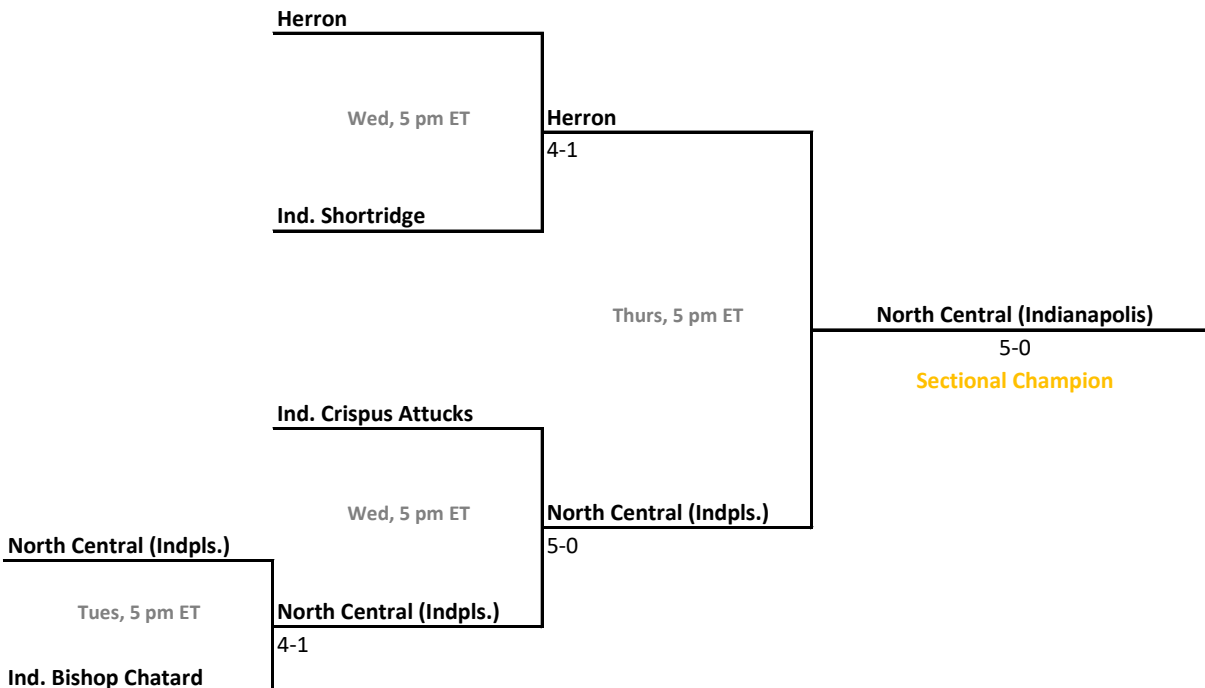 Herron
Wed, 5 pm ET
Herron
4-1
Ind. Shortridge
Thurs, 5 pm ET
North Central (Indianapolis)
5-0
Sectional Champion
Ind. Crispus Attucks
Wed, 5 pm ET
North Central (Indpls.)
5-0
North Central (Indpls.)
Tues, 5 pm ET
North Central (Indpls.)
4-1
Ind. Bishop Chatard